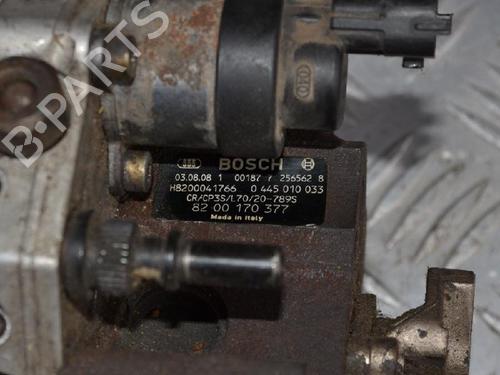 BOSCH
03.08.08 1 00187 7 256562 8
H8200041766 0 445 010 033
CR/CP3S/L70/20-789S
82 00 170 377
Made in Italy
B-PARTS